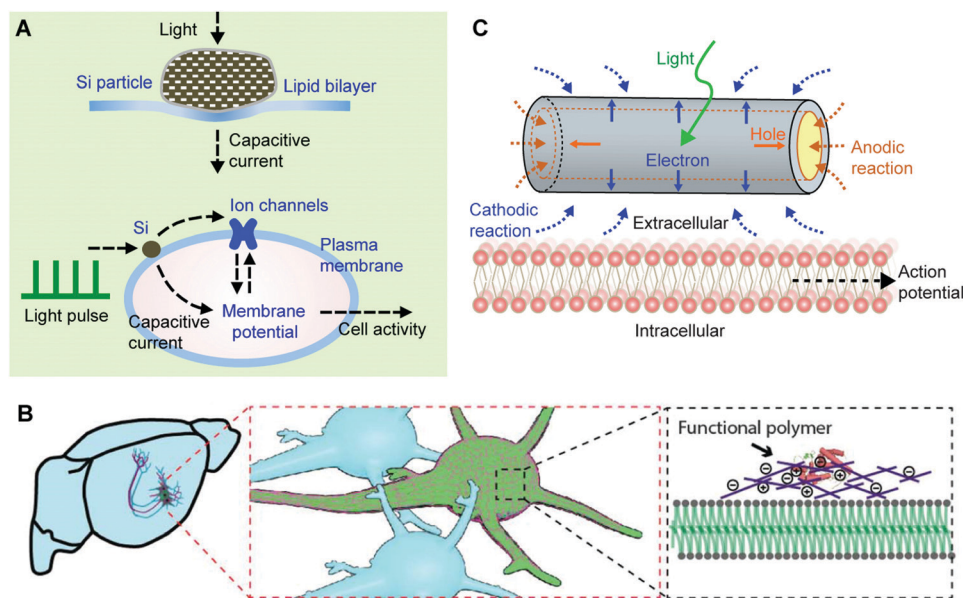 A
Light
Si particle
Lipid bilayer
Capacitive
current
Ion channels
Si
Plasma
membrane
Light pulse
Capacitive
current
Membrane
potential
Cell activity
C
Light
Hole
Electron
Anodic
reaction
Cathodic
reaction
Extracellular
Action
potential
Intracellular
B
Functional polymer